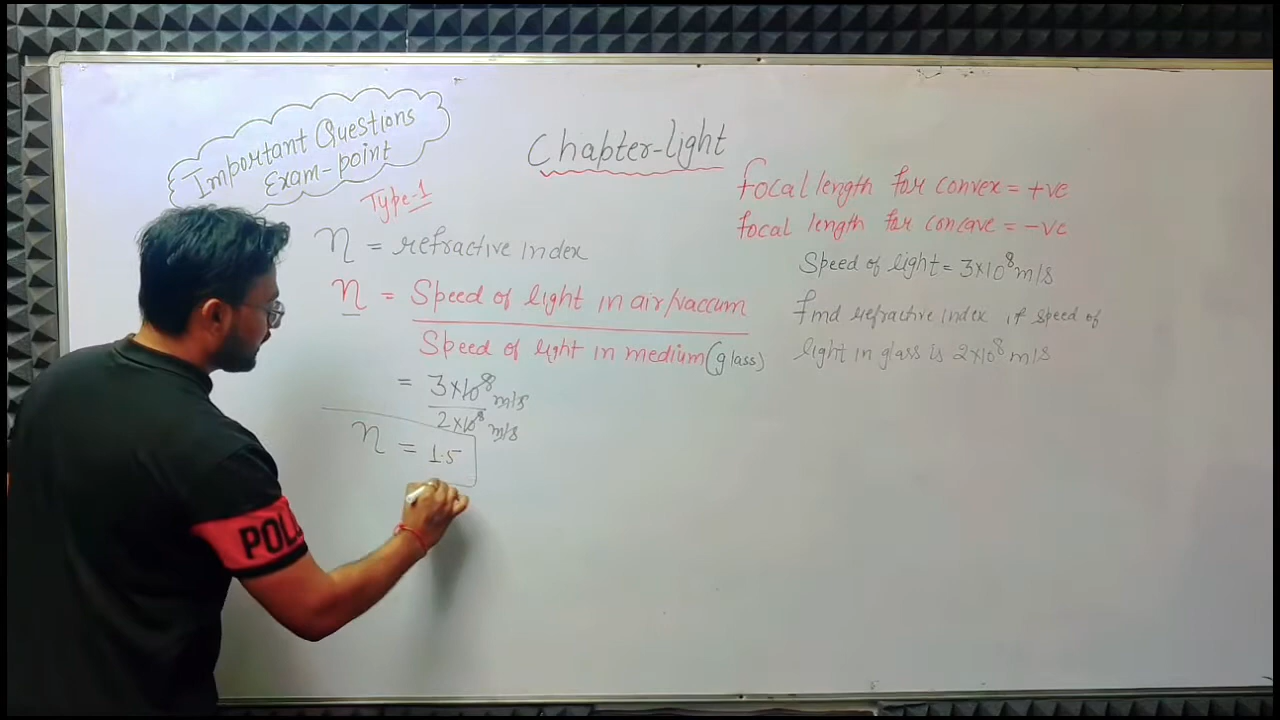 Important Questions
Exam-point
Chapter-light
Type-1
focal length for convex = +ve
focal length for concave = -ve
n = refractive index
Speed of light = 3×10⁸ m/s
n = Speed of light in air/vaccum
Speed of light in medium (glass)
find refractive index if speed of
light in glass is 2×10⁸ m/s
= 3×10⁸ m/s
2×10⁸ m/s
n = 1.5
POL